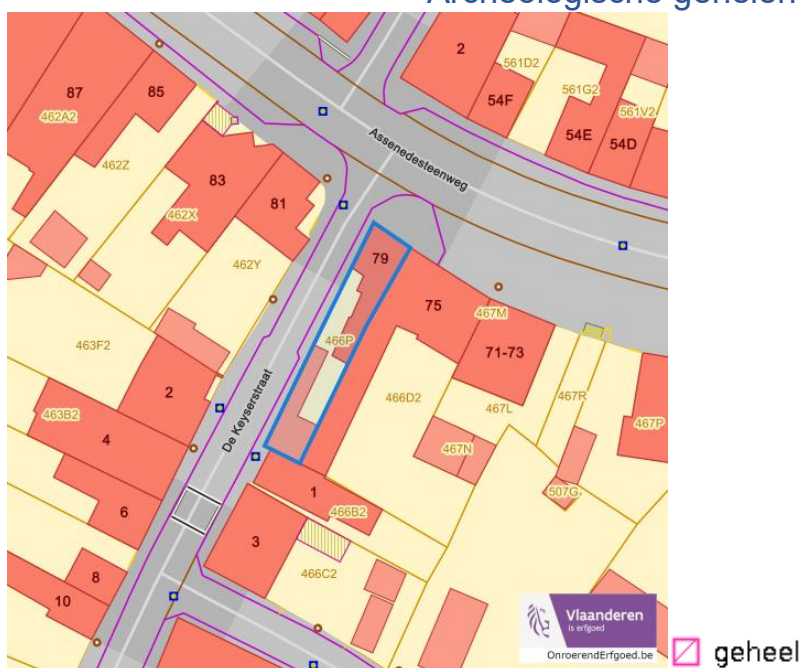 Archeologische gehelen
2
561D2
54F
561G2
54E
561V2
54D
87
85
462A2
462Z
Assenedesteenweg
83
81
462X
462Y
79
466P
75
467M
71-73
463F2
2
463B2
4
466D2
467L
467R
467P
De Keyserstraat
467N
6
1
507G
466B2
3
8
466C2
10
Vlaanderen
is erfgoed
OnroerendErfgoed.be
geheel